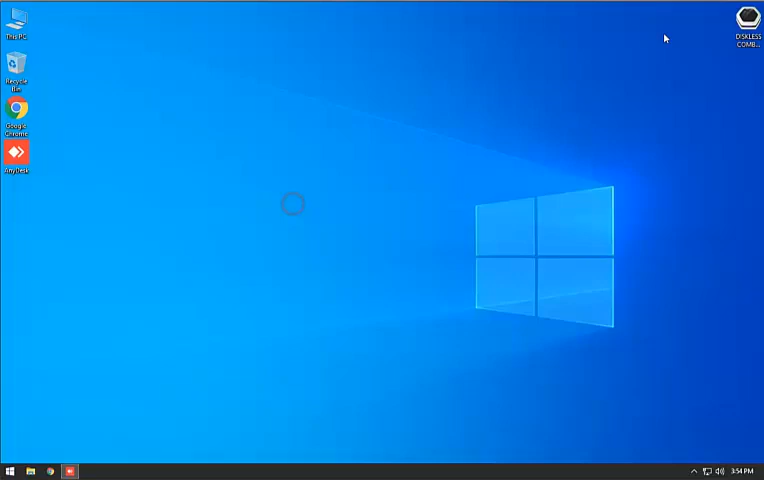 This PC
Recycle
Bin
Google
Chrome
AnyDesk
DISKLESS
COMB...
3:54 PM